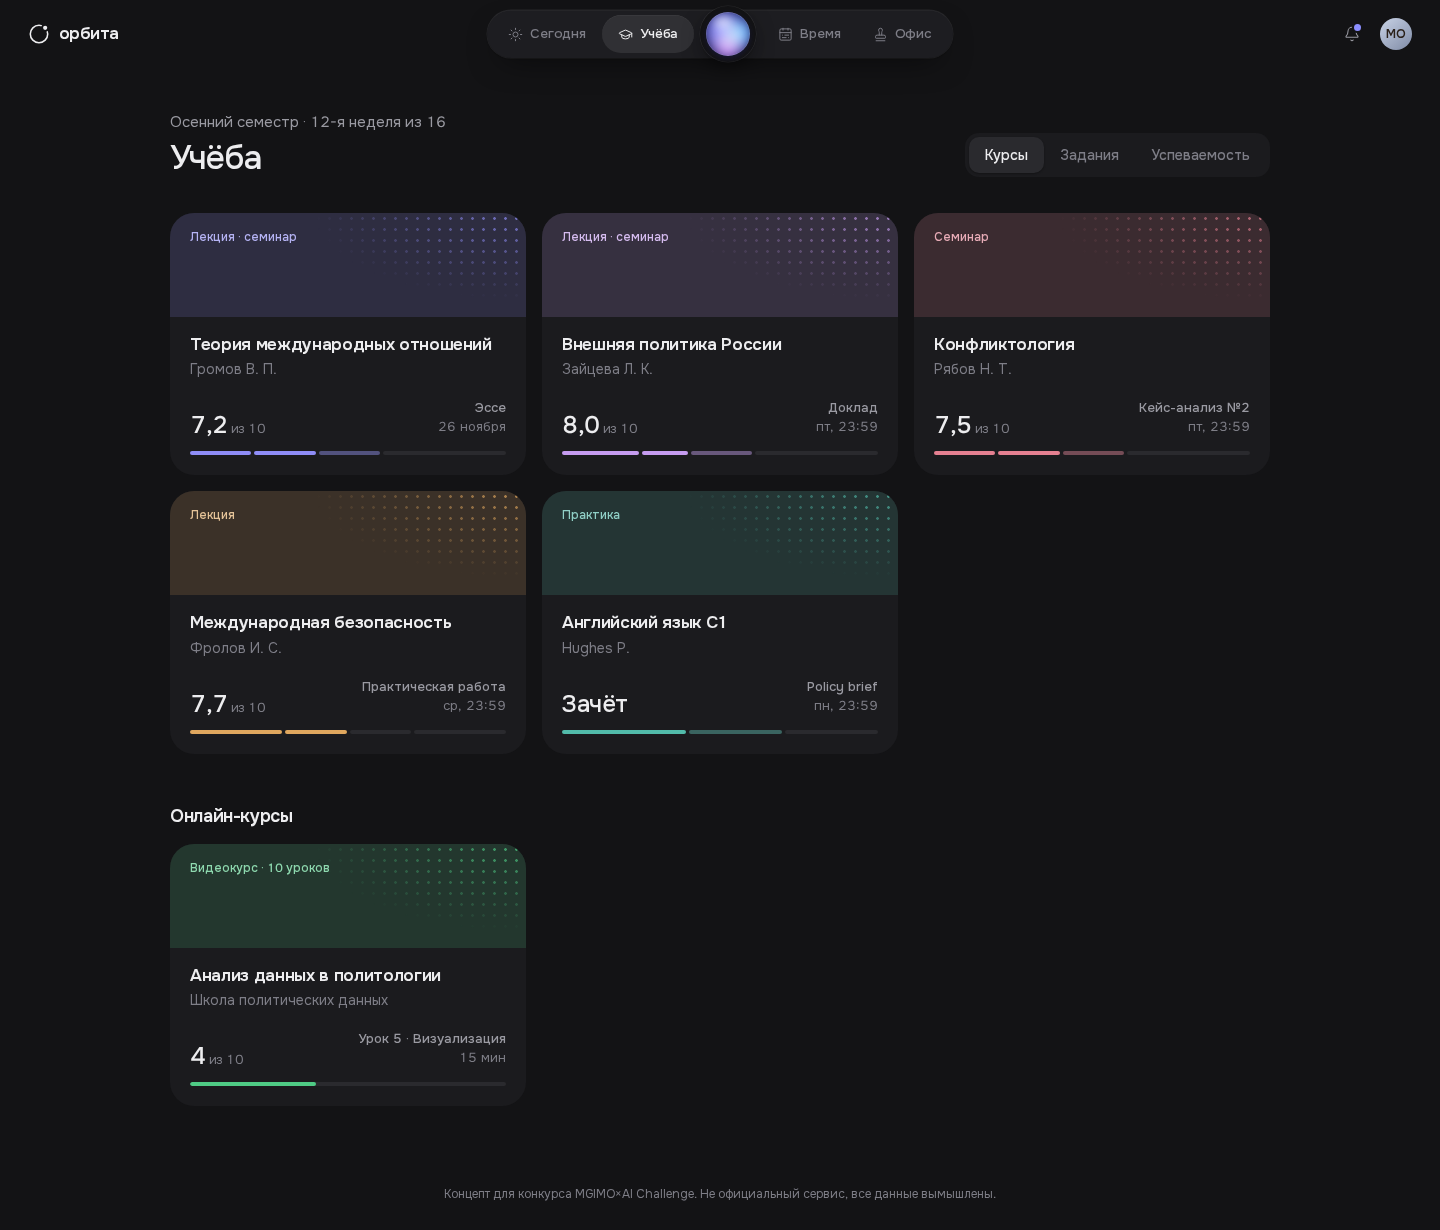 орбита
Сегодня
Учёба
Время
Офис
МО
Осенний семестр · 12-я неделя из 16
Учёба
Курсы
Задания
Успеваемость
Лекция · семинар
Теория международных отношений
Громов В. П.
7,2 из 10
Эссе
26 ноября
Лекция · семинар
Внешняя политика России
Зайцева Л. К.
8,0 из 10
Доклад
пт, 23:59
Семинар
Конфликтология
Рябов Н. Т.
7,5 из 10
Кейс-анализ №2
пт, 23:59
Лекция
Международная безопасность
Фролов И. С.
7,7 из 10
Практическая работа
ср, 23:59
Практика
Английский язык C1
Hughes P.
Зачёт
Policy brief
пн, 23:59
Онлайн-курсы
Видеокурс · 10 уроков
Анализ данных в политологии
Школа политических данных
4 из 10
Урок 5 · Визуализация
15 мин
Концепт для конкурса MGIMO×AI Challenge. Не официальный сервис, все данные вымышлены.